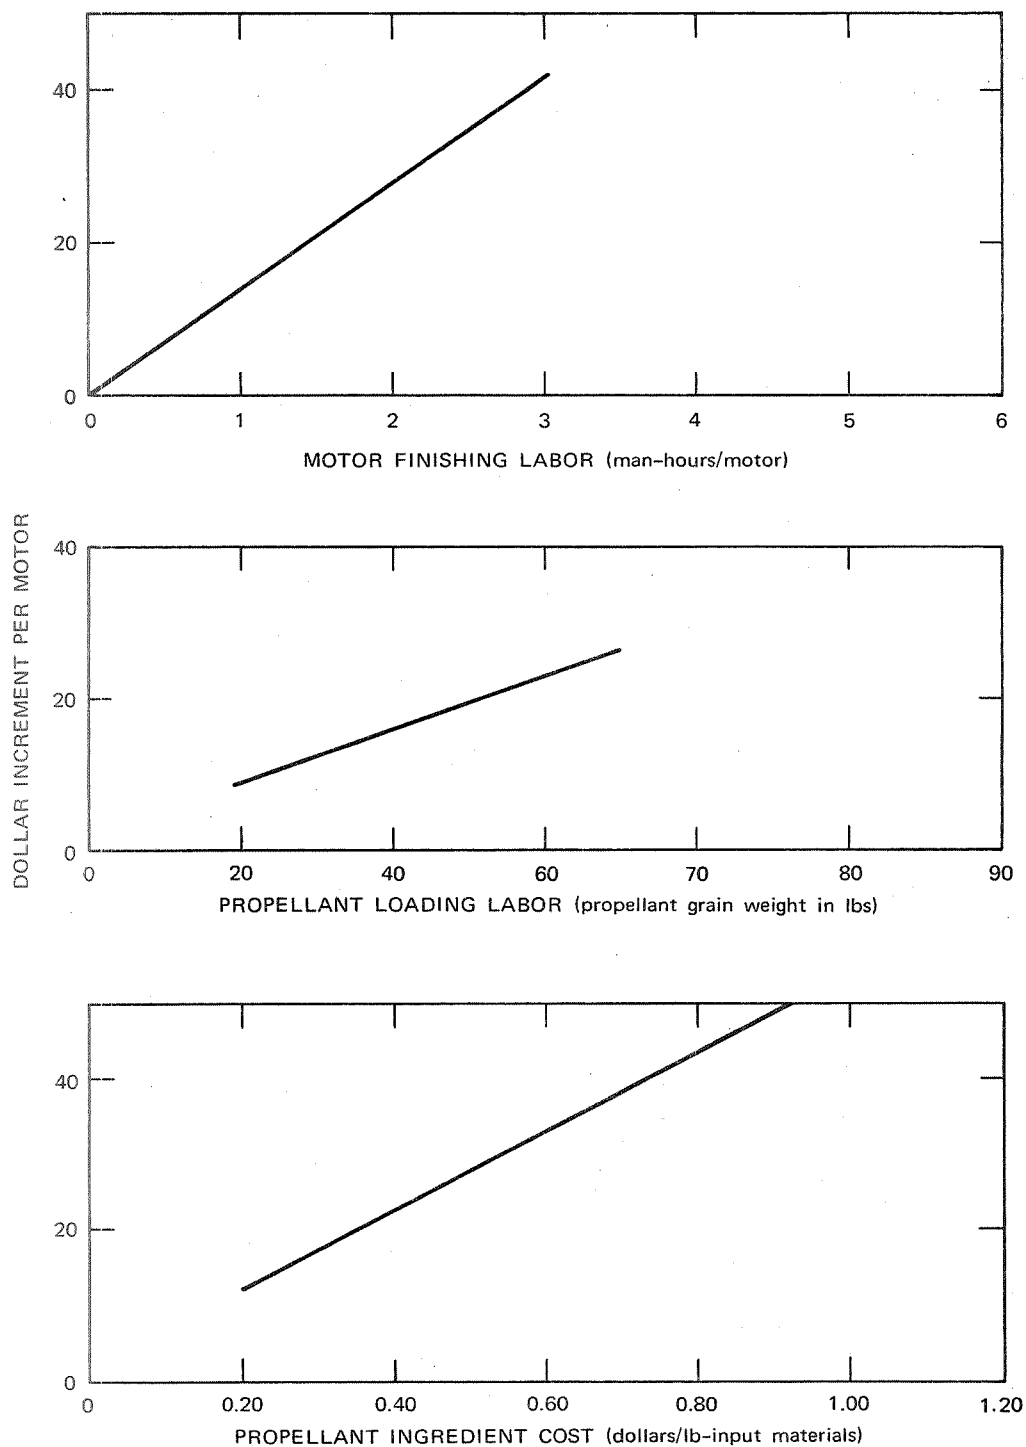 40
20
0
0 1 2 3 4 5 6
MOTOR FINISHING LABOR (man-hours/motor)
DOLLAR INCREMENT PER MOTOR
40
20
0
0 20 40 60 70 80 90
PROPELLANT LOADING LABOR (propellant grain weight in lbs)
40
20
0
0 0.20 0.40 0.60 0.80 1.00 1.20
PROPELLANT INGREDIENT COST (dollars/lb-input materials)